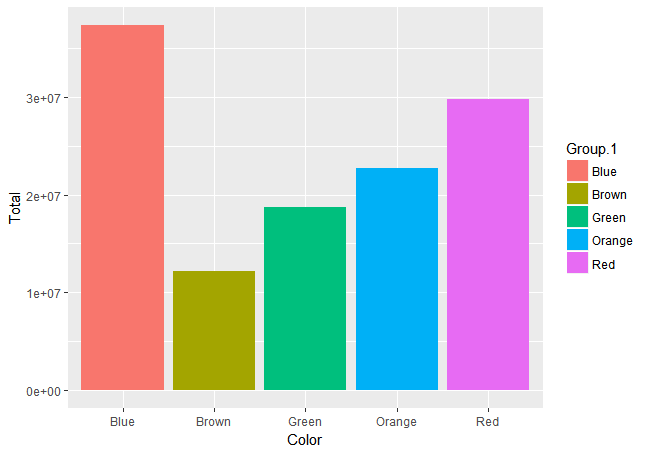 Total
3e+07
2e+07
1e+07
0e+00
Blue Brown Green Orange Red
Color
Group.1
Blue
Brown
Green
Orange
Red